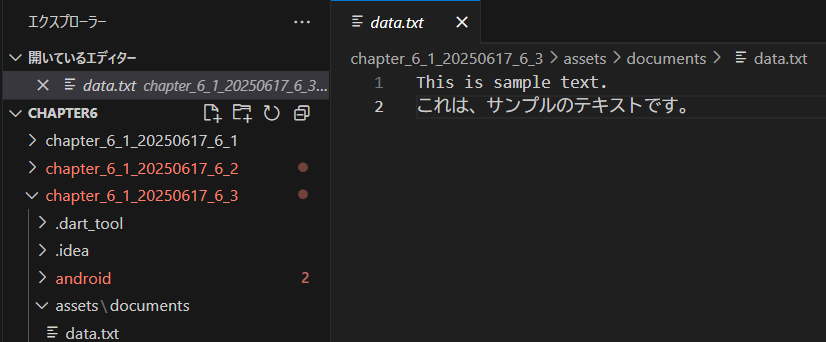 エクスプローラー
開いているエディター
data.txt chapter_6_1_20250617_6_3...
CHAPTER6
chapter_6_1_20250617_6_1
chapter_6_1_20250617_6_2
chapter_6_1_20250617_6_3
.dart_tool
.idea
android 2
assets\documents
data.txt
data.txt
chapter_6_1_20250617_6_3 > assets > documents > data.txt
1 This is sample text.
2 これは、サンプルのテキストです。